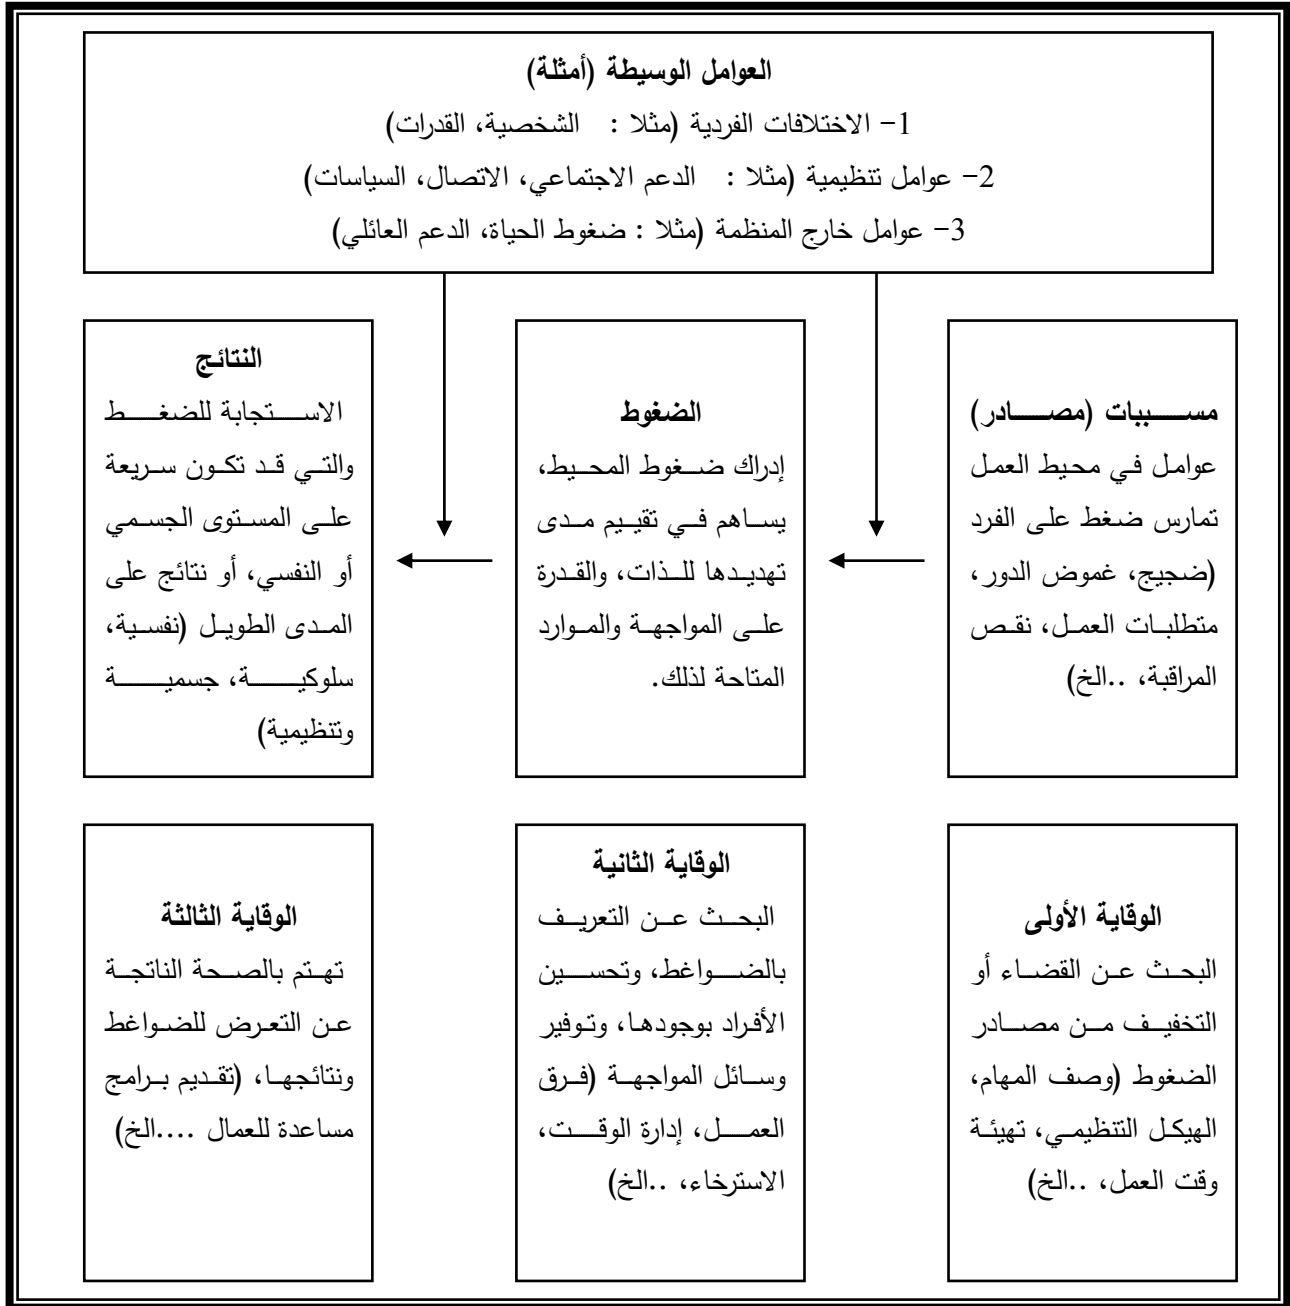 العوامل الوسيطة (أمثلة)
1- الاختلافات الفردية (مثلا : الشخصية، القدرات)
2- عوامل تنظيمية (مثلا : الدعم الاجتماعي، الاتصال، السياسات)
3- عوامل خارج المنظمة (مثلا : ضغوط الحياة، الدعم العائلي)
مسببات (مصادر)
عوامل في محيط العمل
تمارس ضغط على الفرد
(ضجيج، غموض الدور،
متطلبات العمل، نقص
المراقبة، ..الخ)
الضغوط
إدراك ضغوط المحيط،
يساهم في تقييم مدى
تهديدها للذات، والقدرة
على المواجهة والموارد
المتاحة لذلك.
النتائج
الاستجابة للضغط
والتي قد تكون سريعة
على المستوى الجسمي
أو النفسي، أو نتائج على
المدى الطويل (نفسية،
سلوكية، جسمية
وتنظيمية)
الوقاية الأولى
البحث عن القضاء أو
التخفيف من مصادر
الضغوط (وصف المهام،
الهيكل التنظيمي، تهيئة
وقت العمل، ..الخ)
الوقاية الثانية
البحث عن التعريف
بالضواغط، وتحسين
الأفراد بوجودها، وتوفير
وسائل المواجهة (فرق
العمل، إدارة الوقت،
الاسترخاء، ..الخ)
الوقاية الثالثة
تهتم بالصحة الناتجة
عن التعرض للضواغط
ونتائجها، (تقديم برامج
مساعدة للعمال ....الخ)